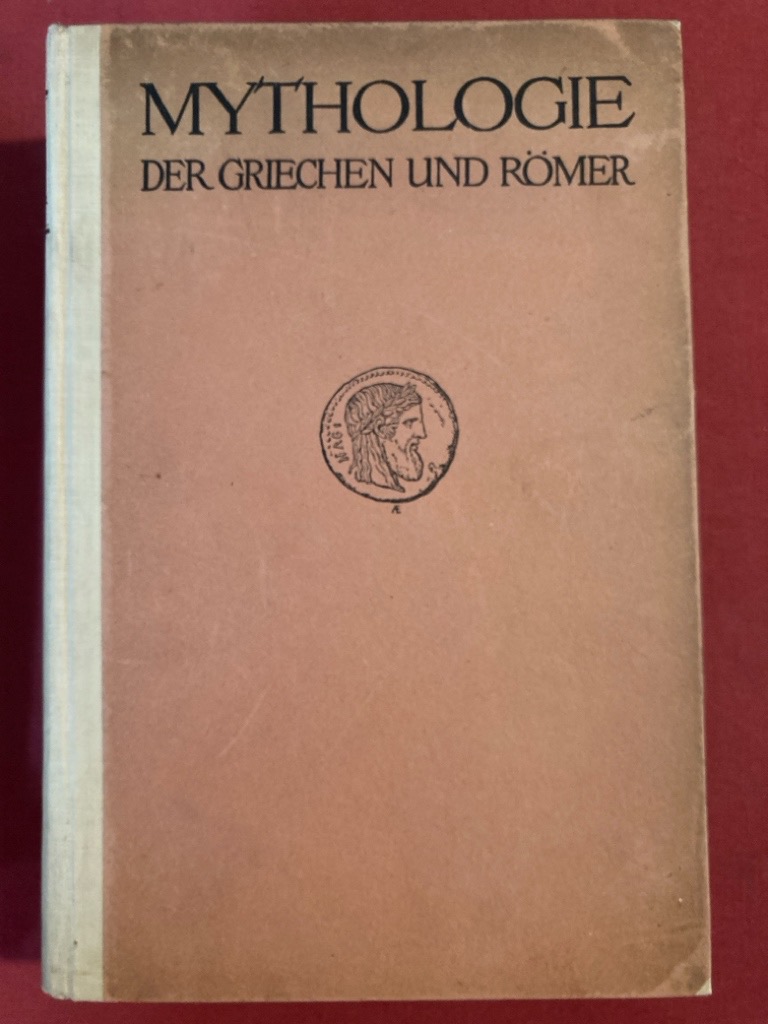 MYTHOLOGIE
DER GRIECHEN UND RÖMER
Æ